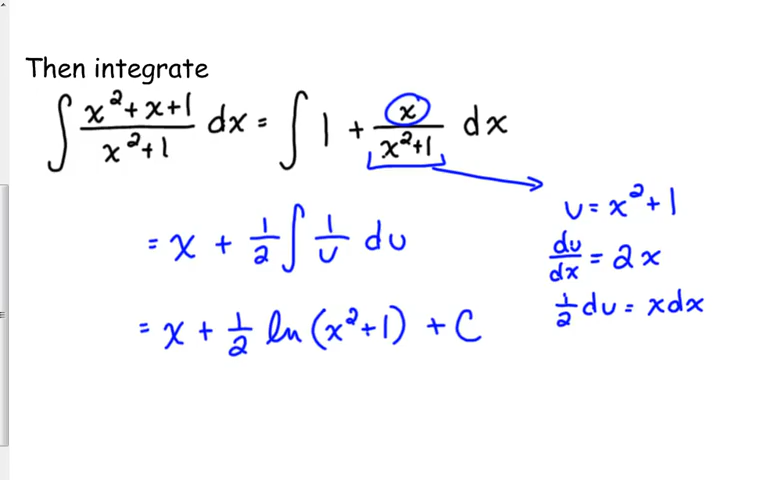 Then integrate
∫ x²+x+1 / x²+1 dx = ∫ 1 + x / x²+1 dx
u = x²+1
= x + 1/2 ∫ 1/u du
du/dx = 2x
1/2 du = x dx
= x + 1/2 ln(x²+1) + C